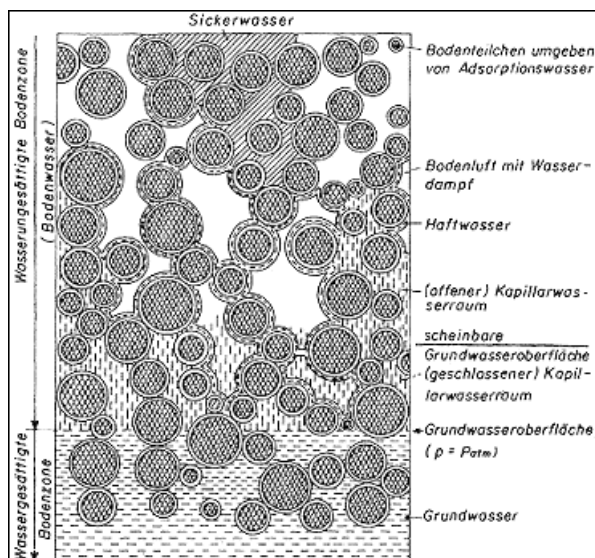 Sickerwasser
Bodenteilchen umgeben
von Adsorptionswasser
Bodenluft mit Wasser-
dampf
Haftwasser
(offener) Kapillarwas-
serraum
scheinbare
Grundwasseroberfläche
(geschlossener) Kapil-
larwasserraum
Grundwasseroberfläche
(p = Patm)
Grundwasser
Wasserungesättigte Bodenzone
(Bodenwasser)
Wassergesättigte
Bodenzone